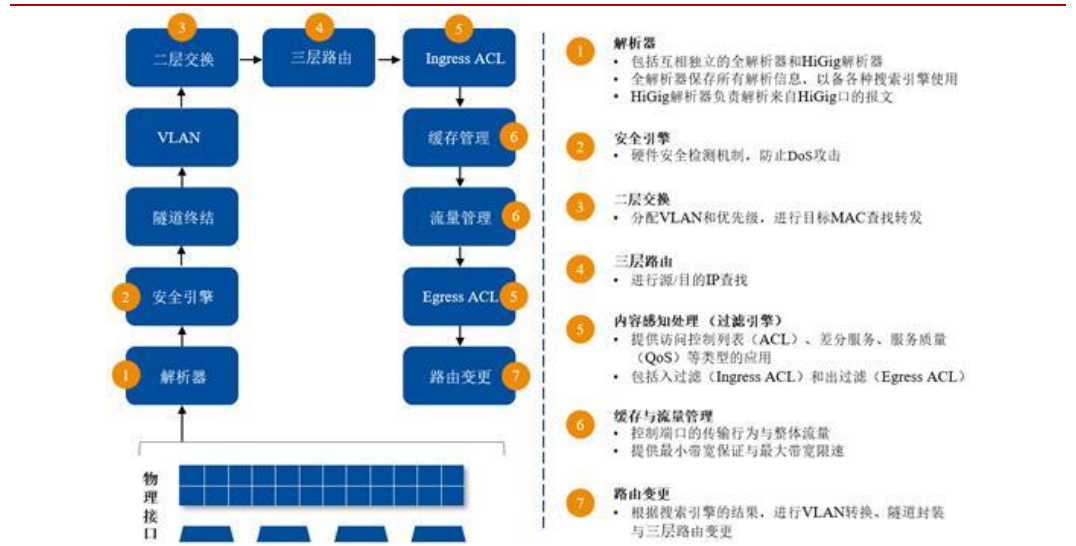 3
4
5
二层交换
三层路由
Ingress ACL
VLAN
缓存管理
6
隧道终结
流量管理
6
2
安全引擎
Egress ACL
5
1
解析器
路由变更
7
物理接口
1
解析器
• 包括互相独立的全解析器和HiGig解析器
• 全解析器保存所有解析信息，以备各种搜索引擎使用
• HiGig解析器负责解析来自HiGig口的报文
2
安全引擎
• 硬件安全检测机制，防止DoS攻击
3
二层交换
• 分配VLAN和优先级，进行目标MAC查找转发
4
三层路由
• 进行源/目的IP查找
5
内容感知处理 （过滤引擎）
• 提供访问控制列表（ACL）、差分服务、服务质量
（QoS）等类型的应用
• 包括入过滤（Ingress ACL）和出过滤（Egress ACL）
6
缓存与流量管理
• 控制端口的传输行为与整体流量
• 提供最小带宽保证与最大带宽限速
7
路由变更
• 根据搜索引擎的结果，进行VLAN转换、隧道封装
与三层路由变更